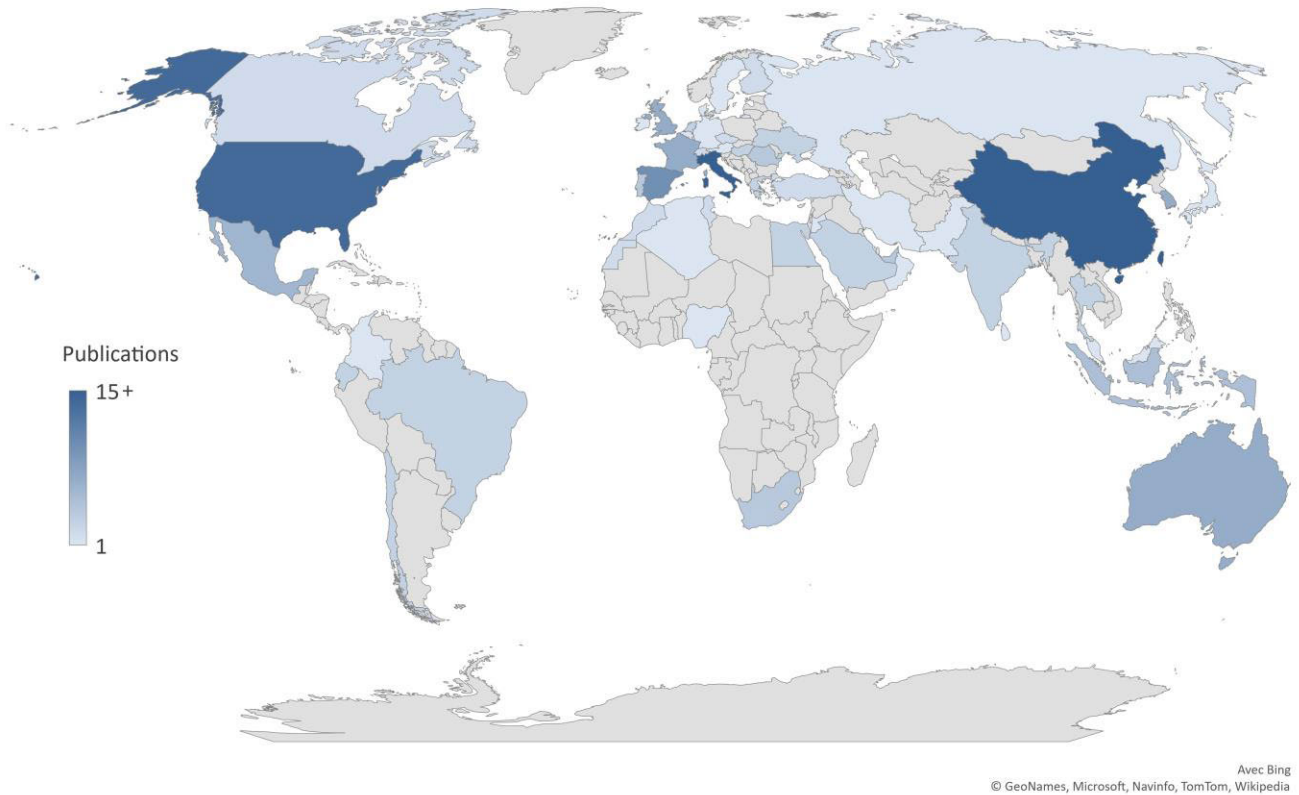 Publications
15+
1
Avec Bing
© GeoNames, Microsoft, Navinfo, TomTom, Wikipedia